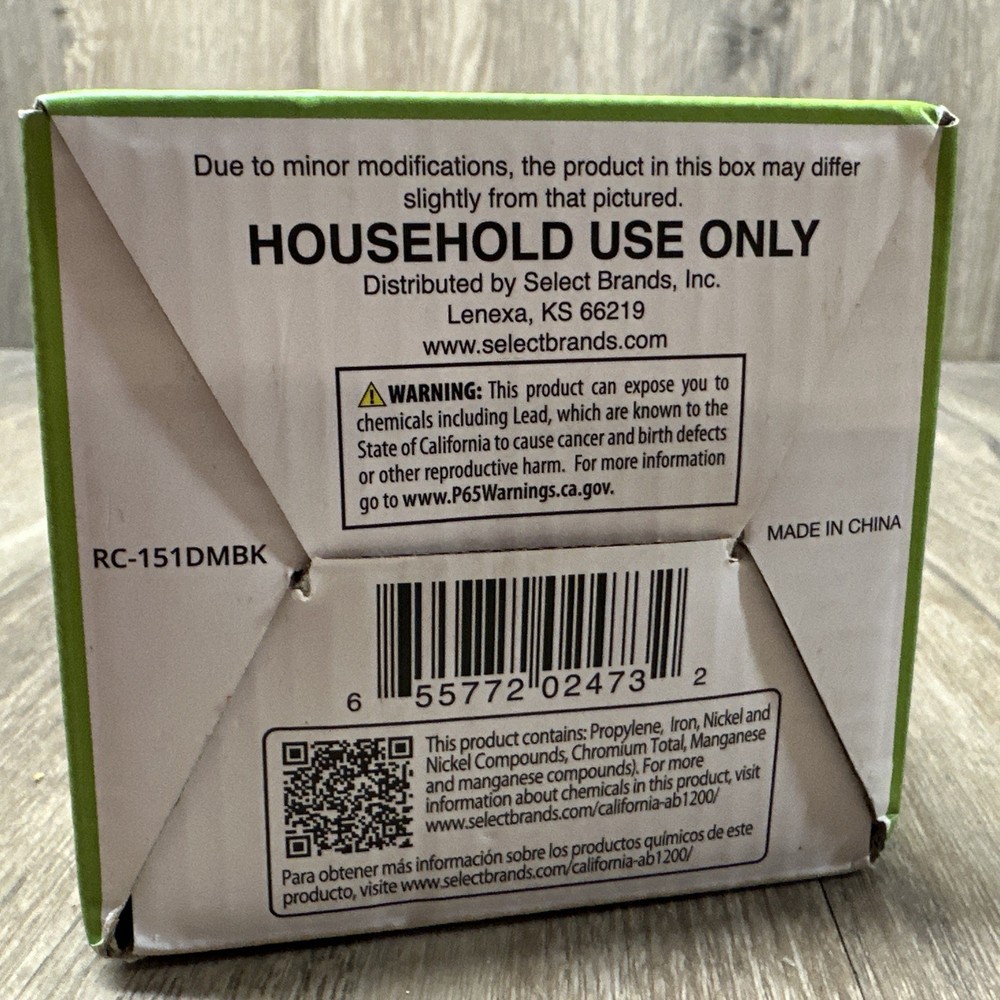 Due to minor modifications, the product in this box may differ
slightly from that pictured.
HOUSEHOLD USE ONLY
Distributed by Select Brands, Inc.
Lenexa, KS 66219
www.selectbrands.com
WARNING: This product can expose you to
chemicals including Lead, which are known to the
State of California to cause cancer and birth defects
or other reproductive harm. For more information
go to www.P65Warnings.ca.gov.
RC-151DMBK
MADE IN CHINA
6 55772 02473 2
This product contains: Propylene, Iron, Nickel and
Nickel Compounds, Chromium Total, Manganese
and manganese compounds). For more
information about chemicals in this product, visit
www.selectbrands.com/california-ab1200/
Para obtener más información sobre los productos químicos de este
producto, visite www.selectbrands.com/california-ab1200/